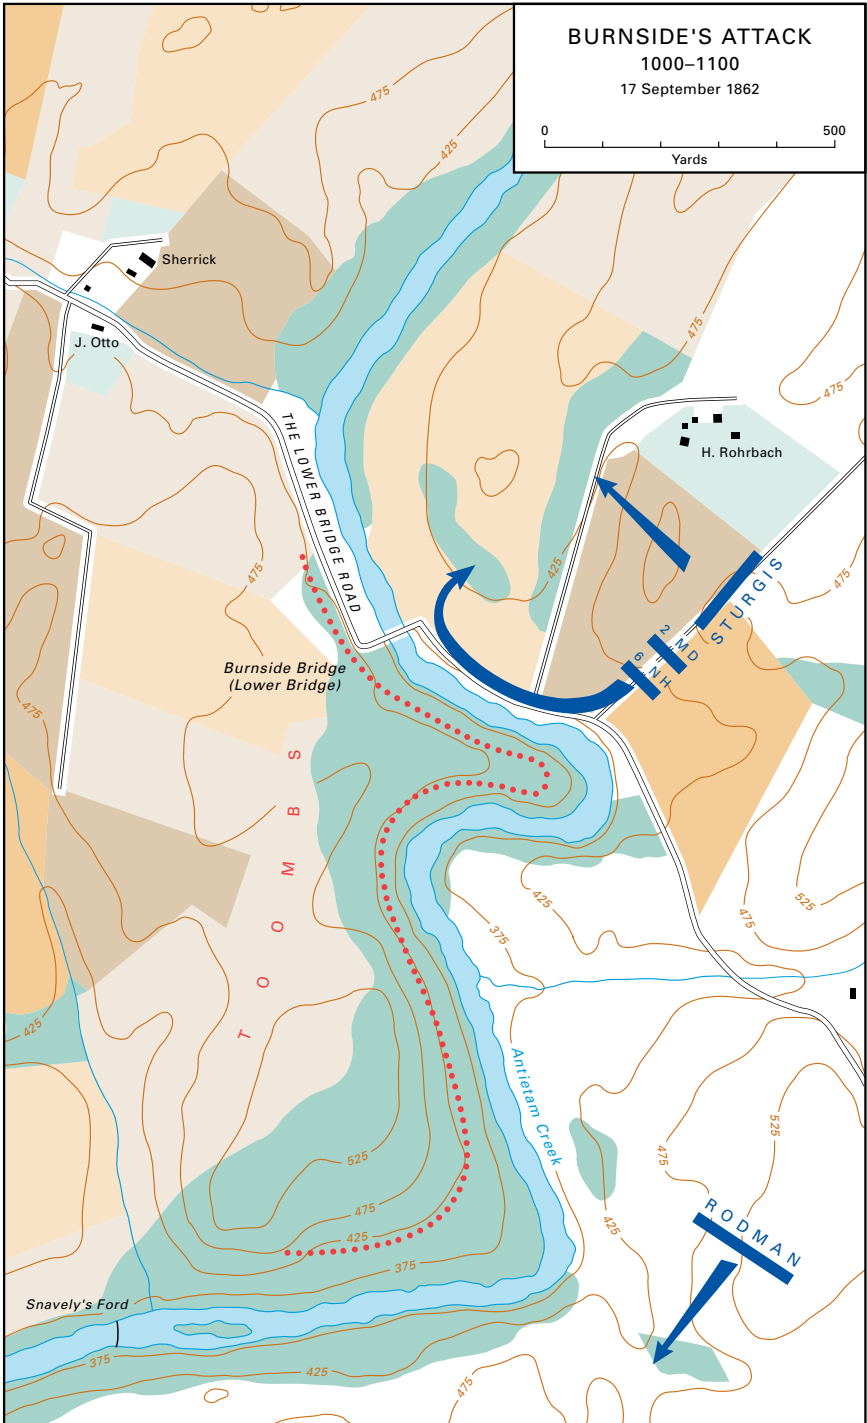 BURNSIDE'S ATTACK
1000–1100
17 September 1862
0 500
Yards
475
425
Sherrick
J. Otto
475
475
THE LOWER BRIDGE ROAD
H. Rohrbach
475
425
475
STURGIS
2 MD
6 NH
Burnside Bridge
(Lower Bridge)
475
TOOMBS
425
375
475
525
425
Antietam Creek
525
475
425
375
525
475
425
RODMAN
Snavely's Ford
375
425
475